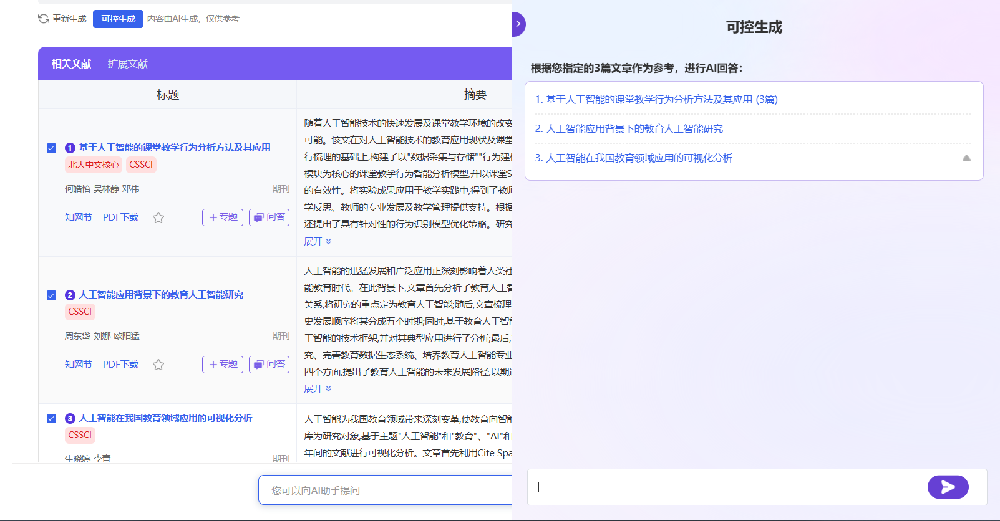 重新生成 可控生成 内容由AI生成，仅供参考
相关文献 扩展文献
标题 摘要
1 基于人工智能的课堂教学行为分析方法及其应用
北大中文核心 CSSCI
何皓怡 吴林静 邓伟 期刊
知网节 PDF下载 专题 问答
随着人工智能技术的快速发展及课堂教学环境的改变
可能。该文在对人工智能技术的教育应用现状及课堂
行梳理的基础上,构建了以"数据采集与存储""行为建模
模块为核心的课堂教学行为智能分析模型,并以课堂S
的有效性。将实验成果应用于教学实践中,得到了教师
学反思、教师的专业发展及教学管理提供支持。根据
还提出了具有针对性的行为识别模型优化策略。研究
展开
2 人工智能应用背景下的教育人工智能研究
CSSCI
周东岱 刘娜 欧阳猛 期刊
知网节 PDF下载 专题 问答
人工智能的迅猛发展和广泛应用正深刻影响着人类社
能教育时代。在此背景下,文章首先分析了教育人工智
关系,将研究的重点定为教育人工智能;随后,文章梳理
史发展顺序将其分成五个时期;同时,基于教育人工智能
工智能的技术框架,并对其典型应用进行了分析;最后,
究、完善教育数据生态系统、培养教育人工智能专业
四个方面,提出了教育人工智能的未来发展路径,以期
展开
3 人工智能在我国教育领域应用的可视化分析
CSSCI
生晓婷 李青 期刊
人工智能为我国教育领域带来深刻变革,使教育向智能
库为研究对象,基于主题"人工智能"和"教育"、"AI"和
年间的文献进行可视化分析。文章首先利用Cite Spa
您可以向AI助手提问
可控生成
根据您指定的3篇文章作为参考，进行AI回答：
1. 基于人工智能的课堂教学行为分析方法及其应用 (3篇)
2. 人工智能应用背景下的教育人工智能研究
3. 人工智能在我国教育领域应用的可视化分析